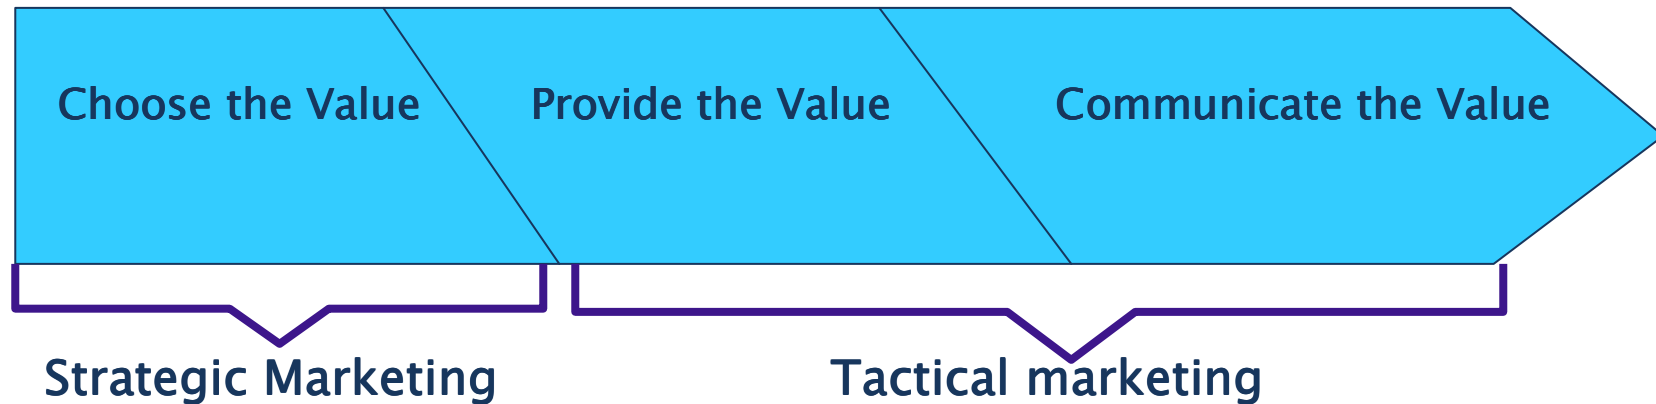 Choose the Value
Provide the Value
Communicate the Value
Strategic Marketing
Tactical marketing